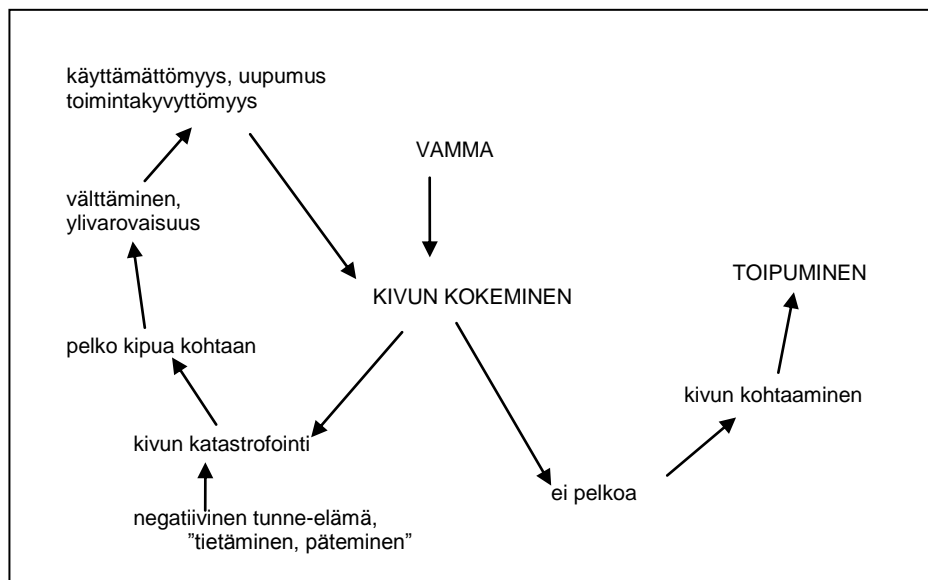 käyttämättömyys, uupumus
toimintakyvyttömyys
VAMMA
välttäminen,
ylivarovaisuus
TOIPUMINEN
KIVUN KOKEMINEN
pelko kipua kohtaan
kivun kohtaaminen
kivun katastrofointi
ei pelkoa
negatiivinen tunne-elämä,
”tietäminen, päteminen”